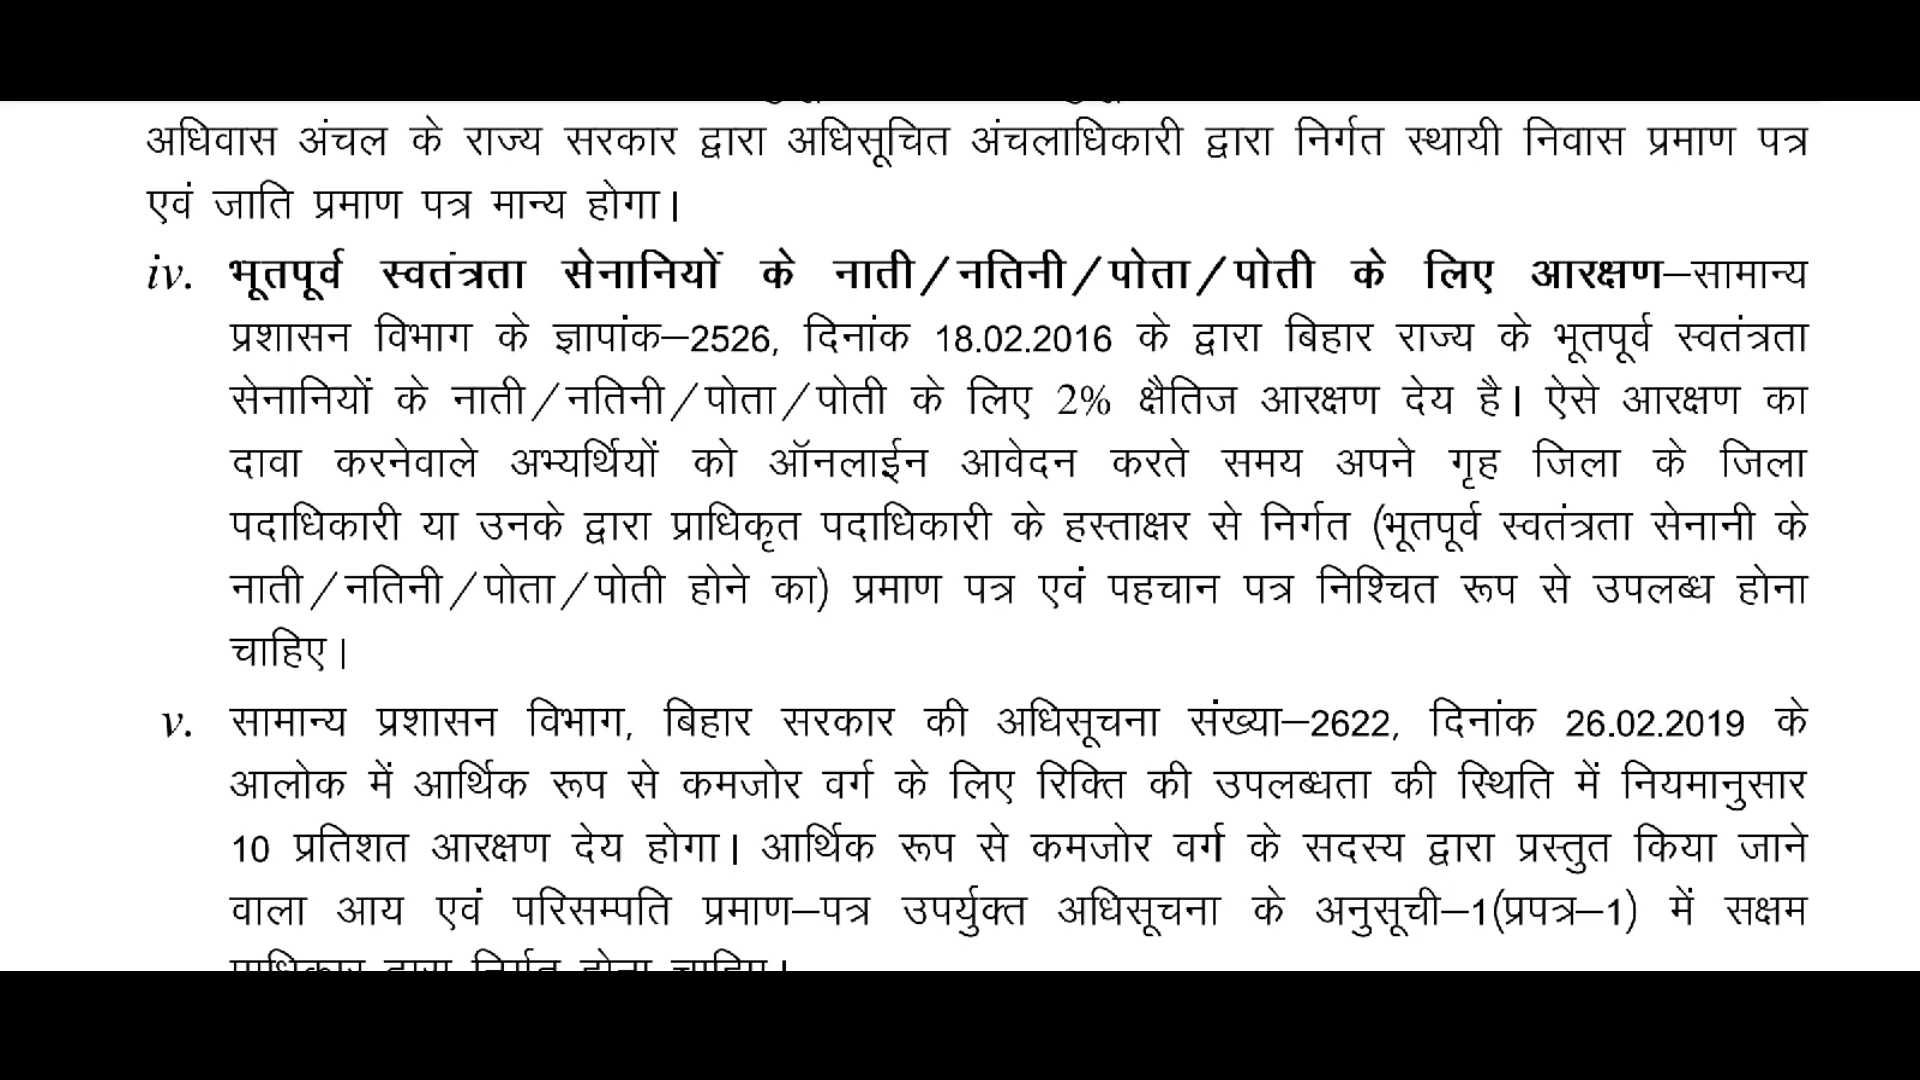 अधिवास अंचल के राज्य सरकार द्वारा अधिसूचित अंचलाधिकारी द्वारा निर्गत स्थायी निवास प्रमाण पत्र
एवं जाति प्रमाण पत्र मान्य होगा।
iv. भूतपूर्व स्वतंत्रता सेनानियों के नाती/नतिनी/पोता/पोती के लिए आरक्षण–सामान्य
प्रशासन विभाग के ज्ञापांक–2526, दिनांक 18.02.2016 के द्वारा बिहार राज्य के भूतपूर्व स्वतंत्रता
सेनानियों के नाती/नतिनी/पोता/पोती के लिए 2% क्षैतिज आरक्षण देय है। ऐसे आरक्षण का
दावा करनेवाले अभ्यर्थियों को ऑनलाईन आवेदन करते समय अपने गृह जिला के जिला
पदाधिकारी या उनके द्वारा प्राधिकृत पदाधिकारी के हस्ताक्षर से निर्गत (भूतपूर्व स्वतंत्रता सेनानी के
नाती/नतिनी/पोता/पोती होने का) प्रमाण पत्र एवं पहचान पत्र निश्चित रूप से उपलब्ध होना
चाहिए।
v. सामान्य प्रशासन विभाग, बिहार सरकार की अधिसूचना संख्या–2622, दिनांक 26.02.2019 के
आलोक में आर्थिक रूप से कमजोर वर्ग के लिए रिक्ति की उपलब्धता की स्थिति में नियमानुसार
10 प्रतिशत आरक्षण देय होगा। आर्थिक रूप से कमजोर वर्ग के सदस्य द्वारा प्रस्तुत किया जाने
वाला आय एवं परिसम्पति प्रमाण–पत्र उपर्युक्त अधिसूचना के अनुसूची–1(प्रपत्र–1) में सक्षम
प्राधिकार द्वारा निर्गत होना चाहिए।